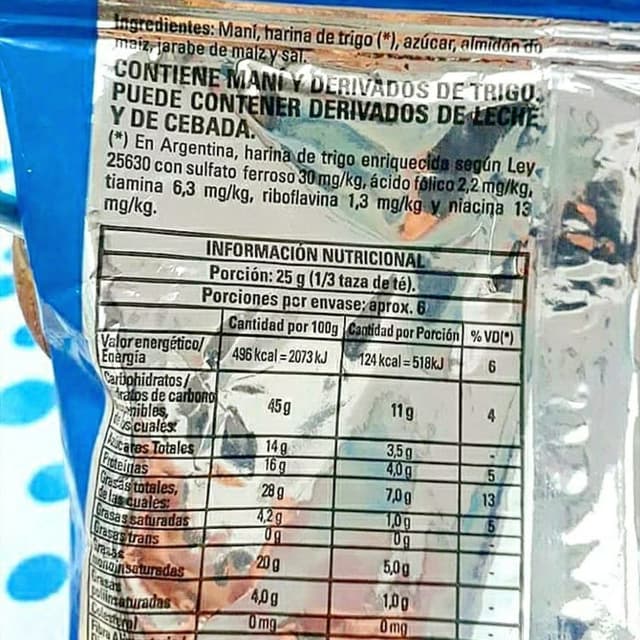 Ingredientes: Maní, harina de trigo (*), azúcar, almidón de
maíz, jarabe de maíz y sal.
CONTIENE MANÍ Y DERIVADOS DE TRIGO.
PUEDE CONTENER DERIVADOS DE LECHE
Y DE CEBADA.
(*) En Argentina, harina de trigo enriquecida según Ley
25630 con sulfato ferroso 30 mg/kg, ácido fólico 2,2 mg/kg,
tiamina 6,3 mg/kg, riboflavina 1,3 mg/kg y niacina 13
mg/kg.
INFORMACIÓN NUTRICIONAL
Porción: 25 g (1/3 taza de té).
Porciones por envase: aprox. 6
Cantidad por 100g Cantidad por Porción % VD(*)
Valor energético/
Energía 496 kcal = 2073 kJ 124 kcal = 518kJ 6
Carbohidratos/
de carbono
cuales: 45 g 11 g 4
Azúcares Totales 14 g 3,5 g -
Proteínas 16 g 4,0 g 5
Grasas totales,
de las cuales: 28 g 7,0 g 13
Grasas saturadas 4,2 g 1,0 g 5
Grasas trans 0 g 0 g -
Grasas
monoinsaturadas 20 g 5,0 g -
Grasas
poliinsaturadas 4,0 g 1,0 g -
Colesterol 0 mg 0 mg
Fibra